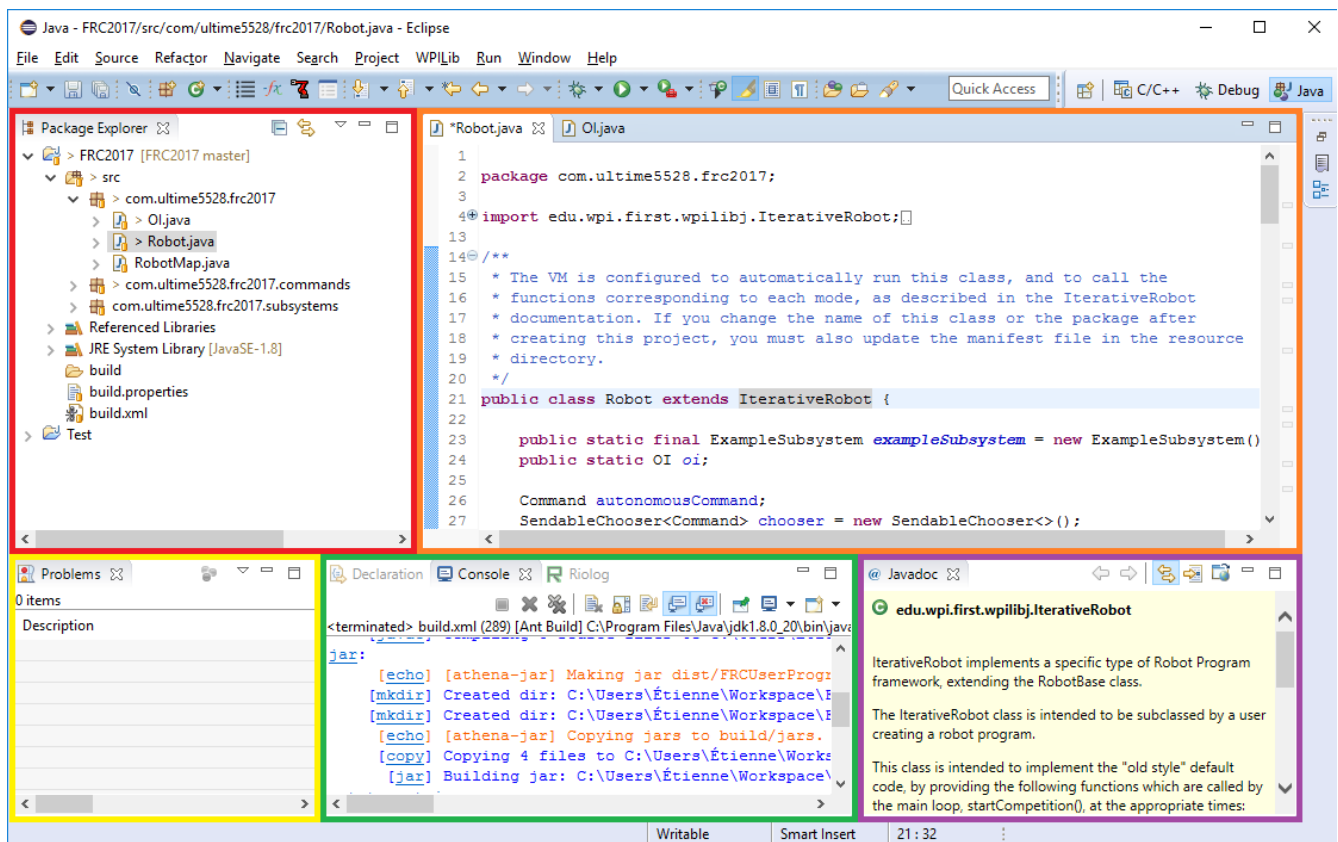 Java - FRC2017/src/com/ultime5528/frc2017/Robot.java - Eclipse
File Edit Source Refactor Navigate Search Project WPILib Run Window Help
Quick Access C/C++ Debug Java
Package Explorer
> FRC2017 [FRC2017 master]
> src
> com.ultime5528.frc2017
> OI.java
> Robot.java
RobotMap.java
> com.ultime5528.frc2017.commands
com.ultime5528.frc2017.subsystems
Referenced Libraries
JRE System Library [JavaSE-1.8]
build
build.properties
build.xml
Test
*Robot.java OI.java
1
2 package com.ultime5528.frc2017;
3
4 import edu.wpi.first.wpilibj.IterativeRobot;
13
14 /**
15 * The VM is configured to automatically run this class, and to call the
16 * functions corresponding to each mode, as described in the IterativeRobot
17 * documentation. If you change the name of this class or the package after
18 * creating this project, you must also update the manifest file in the resource
19 * directory.
20 */
21 public class Robot extends IterativeRobot {
22
23 public static final ExampleSubsystem exampleSubsystem = new ExampleSubsystem()
24 public static OI oi;
25
26 Command autonomousCommand;
27 SendableChooser<Command> chooser = new SendableChooser<>();
Problems
0 items
Description
Declaration Console Riolog
<terminated> build.xml (289) [Ant Build] C:\Program Files\Java\jdk1.8.0_20\bin\java
jar:
[echo] [athena-jar] Making jar dist/FRCUserProgr
[mkdir] Created dir: C:\Users\Étienne\Workspace\F
[mkdir] Created dir: C:\Users\Étienne\Workspace\F
[echo] [athena-jar] Copying jars to build/jars.
[copy] Copying 4 files to C:\Users\Étienne\Works
[jar] Building jar: C:\Users\Étienne\Workspace\
@ Javadoc
edu.wpi.first.wpilibj.IterativeRobot
IterativeRobot implements a specific type of Robot Program
framework, extending the RobotBase class.
The IterativeRobot class is intended to be subclassed by a user
creating a robot program.
This class is intended to implement the "old style" default
code, by providing the following functions which are called by
the main loop, startCompetition(), at the appropriate times:
Writable Smart Insert 21 : 32